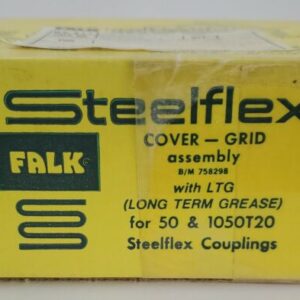 Steelflex
FALK
COVER – GRID
assembly
B/M 758298
with LTG
(LONG TERM GREASE)
for 50 & 1050T20
Steelflex Couplings